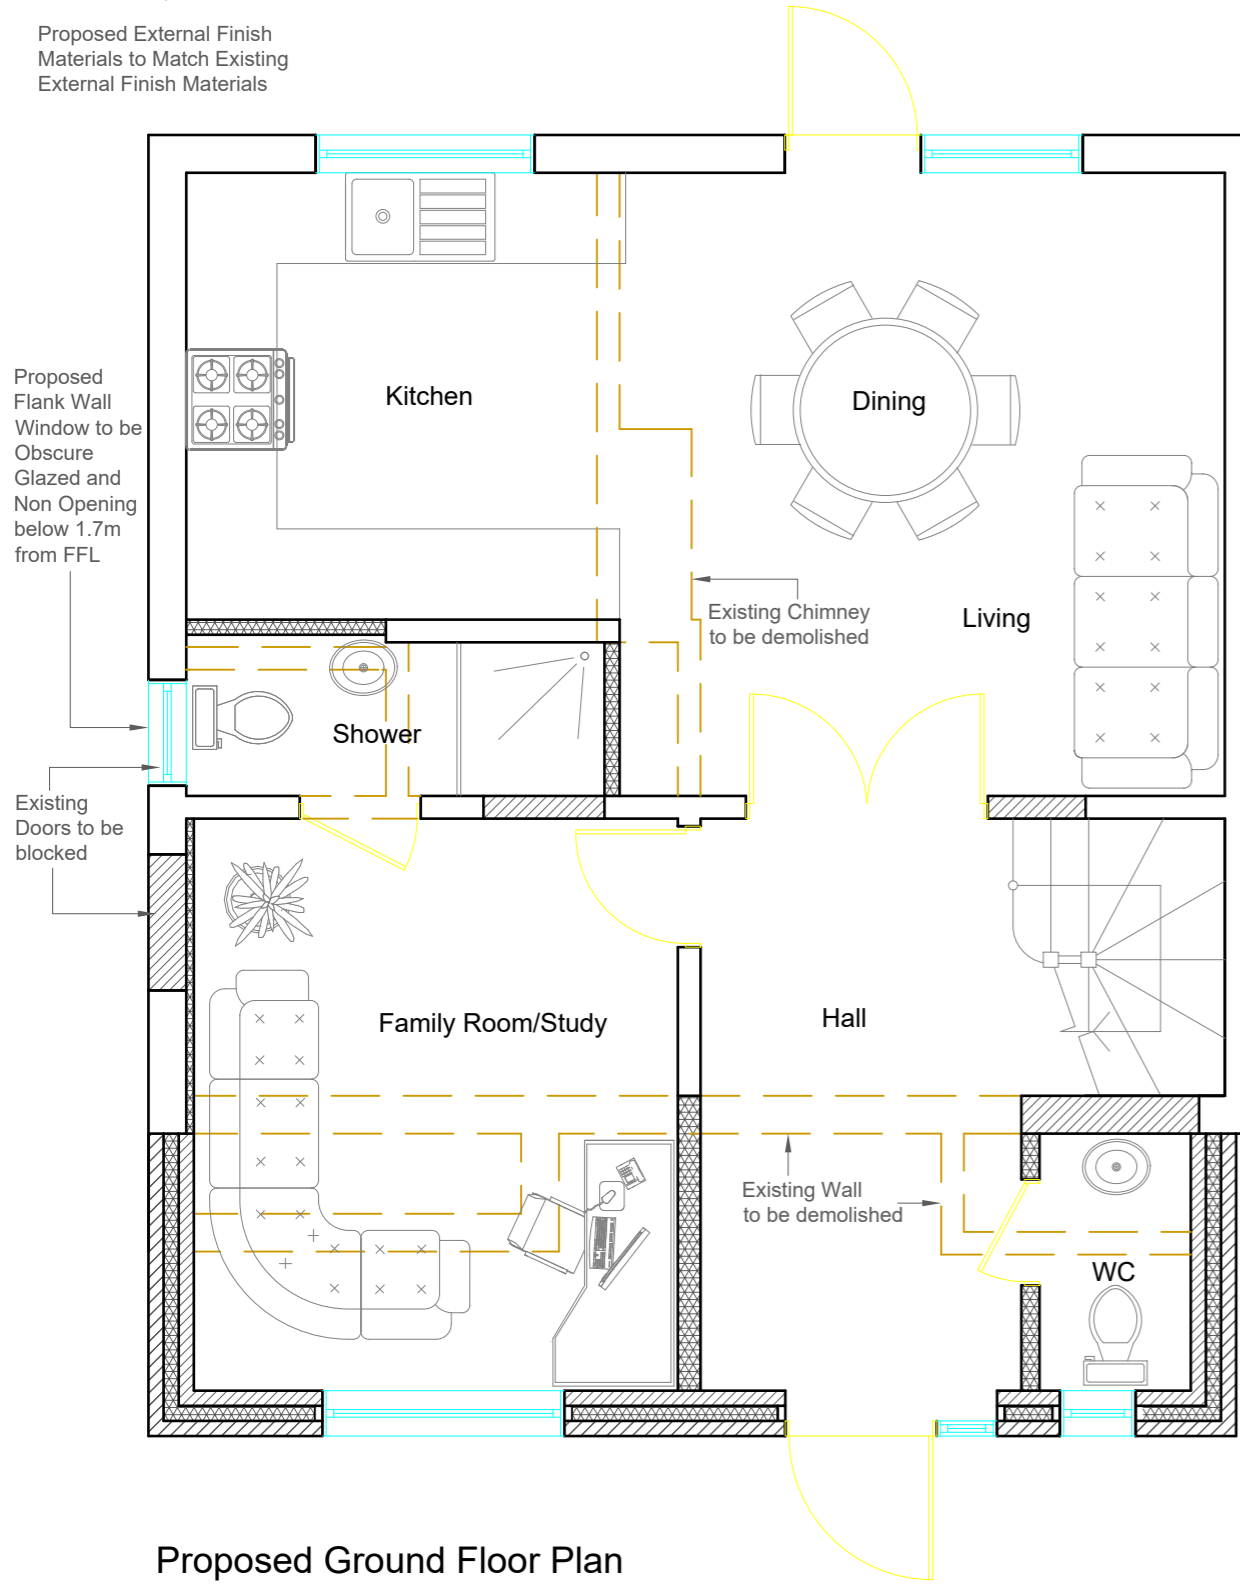 Proposed External Finish
Materials to Match Existing
External Finish Materials
Kitchen
Dining
Proposed
Flank Wall
Window to be
Obscure
Glazed and
Non Opening
below 1.7m
from FFL
Existing Chimney
to be demolished
Living
Shower
Existing
Doors to be
blocked
Family Room/Study
Hall
Existing Wall
to be demolished
WC
Proposed Ground Floor Plan